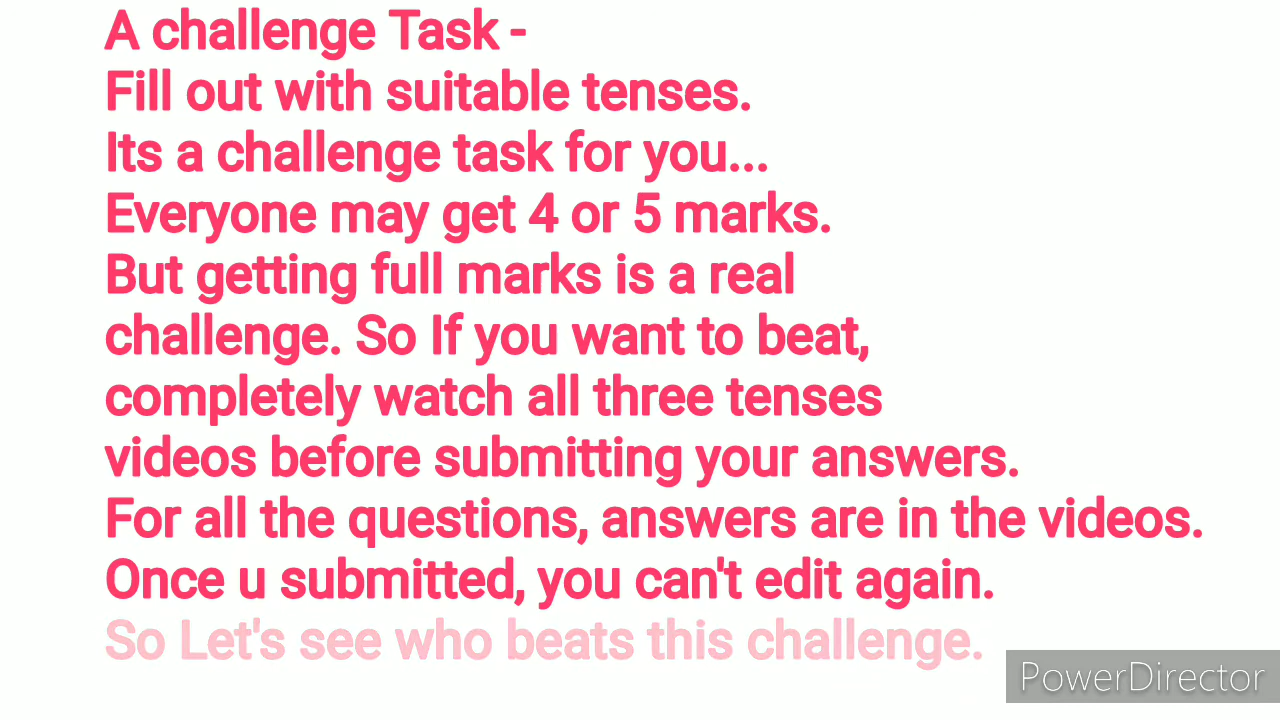 A challenge Task -
Fill out with suitable tenses.
Its a challenge task for you...
Everyone may get 4 or 5 marks.
But getting full marks is a real
challenge. So If you want to beat,
completely watch all three tenses
videos before submitting your answers.
For all the questions, answers are in the videos.
Once u submitted, you can't edit again.
So Let's see who beats this challenge.
PowerDirector